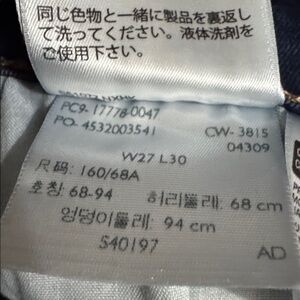 同じ色物と一緒に製品を裏返し
て洗ってください。液体洗剤を
ご使用下さい。
PC9- 17778-0047
PO- 4532003541
CW- 3815
04309
W27 L30
尺码: 160/68A
호칭: 68-94
허리둘레: 68 cm
엉덩이둘레: 94 cm
S40197
AD